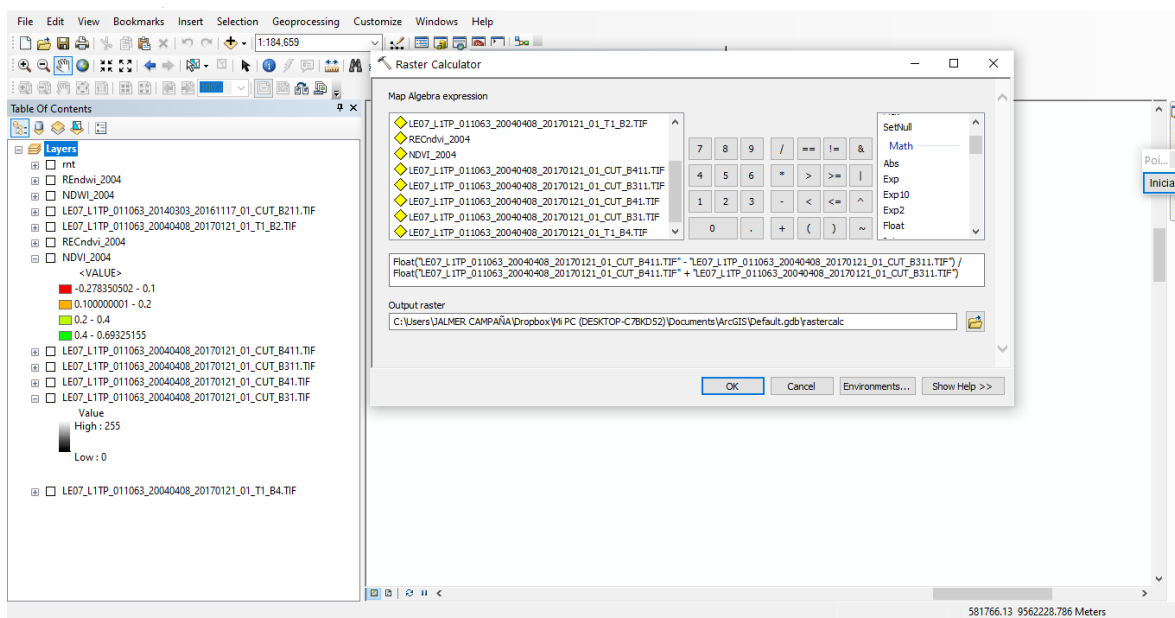 File Edit View Bookmarks Insert Selection Geoprocessing Customize Windows Help
1:184,659
Table Of Contents
Layers
rnt
REndwi_2004
NDWI_2004
LE07_L1TP_011063_20140303_20161117_01_CUT_B211.TIF
LE07_L1TP_011063_20040408_20170121_01_T1_B2.TIF
RECndvi_2004
NDVI_2004
<VALUE>
-0.278350502 - 0.1
0.100000001 - 0.2
0.2 - 0.4
0.4 - 0.69325155
LE07_L1TP_011063_20040408_20170121_01_CUT_B411.TIF
LE07_L1TP_011063_20040408_20170121_01_CUT_B311.TIF
LE07_L1TP_011063_20040408_20170121_01_CUT_B41.TIF
LE07_L1TP_011063_20040408_20170121_01_CUT_B31.TIF
Value
High : 255
Low : 0
LE07_L1TP_011063_20040408_20170121_01_T1_B4.TIF
Raster Calculator
Map Algebra expression
LE07_L1TP_011063_20040408_20170121_01_T1_B2.TIF
RECndvi_2004
NDVI_2004
LE07_L1TP_011063_20040408_20170121_01_CUT_B411.TIF
LE07_L1TP_011063_20040408_20170121_01_CUT_B311.TIF
LE07_L1TP_011063_20040408_20170121_01_CUT_B41.TIF
LE07_L1TP_011063_20040408_20170121_01_CUT_B31.TIF
LE07_L1TP_011063_20040408_20170121_01_T1_B4.TIF
7 8 9 / == != &
4 5 6 * > >= |
1 2 3 - < <= ^
0 . + ( ) ~
SetNull
Math
Abs
Exp
Exp10
Exp2
Float
Float("LE07_L1TP_011063_20040408_20170121_01_CUT_B411.TIF" - "LE07_L1TP_011063_20040408_20170121_01_CUT_B311.TIF") /
Float("LE07_L1TP_011063_20040408_20170121_01_CUT_B411.TIF" + "LE07_L1TP_011063_20040408_20170121_01_CUT_B311.TIF")
Output raster
C:\Users\JALMER CAMPAÑA\Dropbox\Mi PC (DESKTOP-C7BKD52)\Documents\ArcGIS\Default.gdb\rastercalc
OK Cancel Environments... Show Help >>
Poi...
Inicia
581766.13 9562228.786 Meters